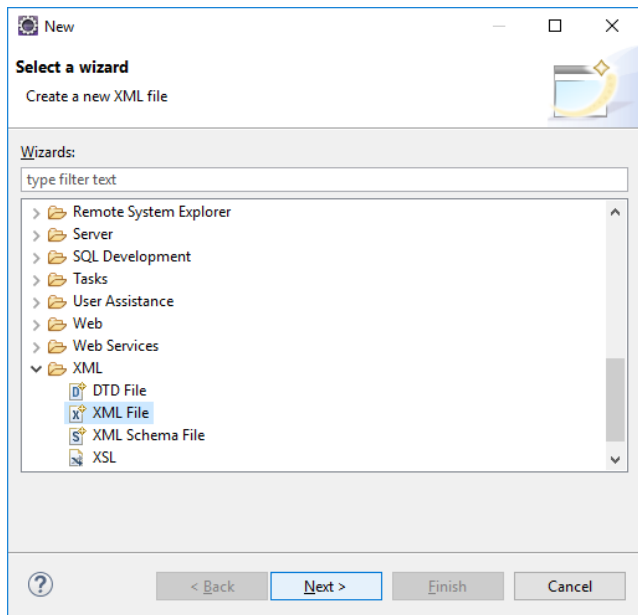 New
Select a wizard
Create a new XML file
Wizards:
type filter text
Remote System Explorer
Server
SQL Development
Tasks
User Assistance
Web
Web Services
XML
DTD File
XML File
XML Schema File
XSL
< Back Next > Finish Cancel